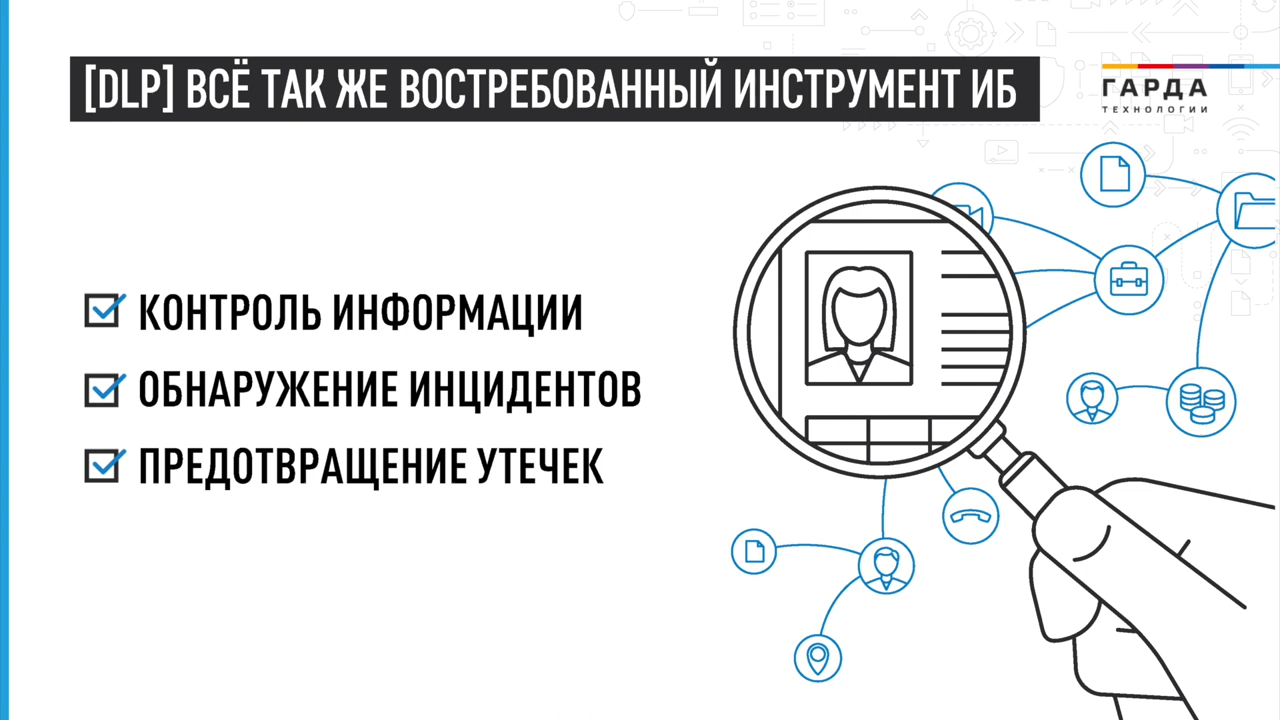 [DLP] ВСЁ ТАК ЖЕ ВОСТРЕБОВАННЫЙ ИНСТРУМЕНТ ИБ
ГАРДА
ТЕХНОЛОГИИ
КОНТРОЛЬ ИНФОРМАЦИИ
ОБНАРУЖЕНИЕ ИНЦИДЕНТОВ
ПРЕДОТВРАЩЕНИЕ УТЕЧЕК